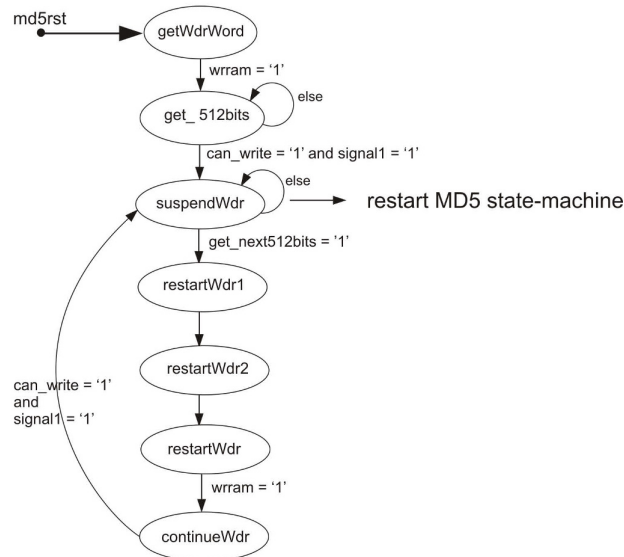 md5rst
getWdrWord
wrram = ‘1’
else
get_ 512bits
can_write = ‘1’ and signal1 = ‘1’
else
suspendWdr
restart MD5 state-machine
get_next512bits = ‘1’
restartWdr1
restartWdr2
can_write = ‘1’
and
signal1 = ‘1’
restartWdr
wrram = ‘1’
continueWdr